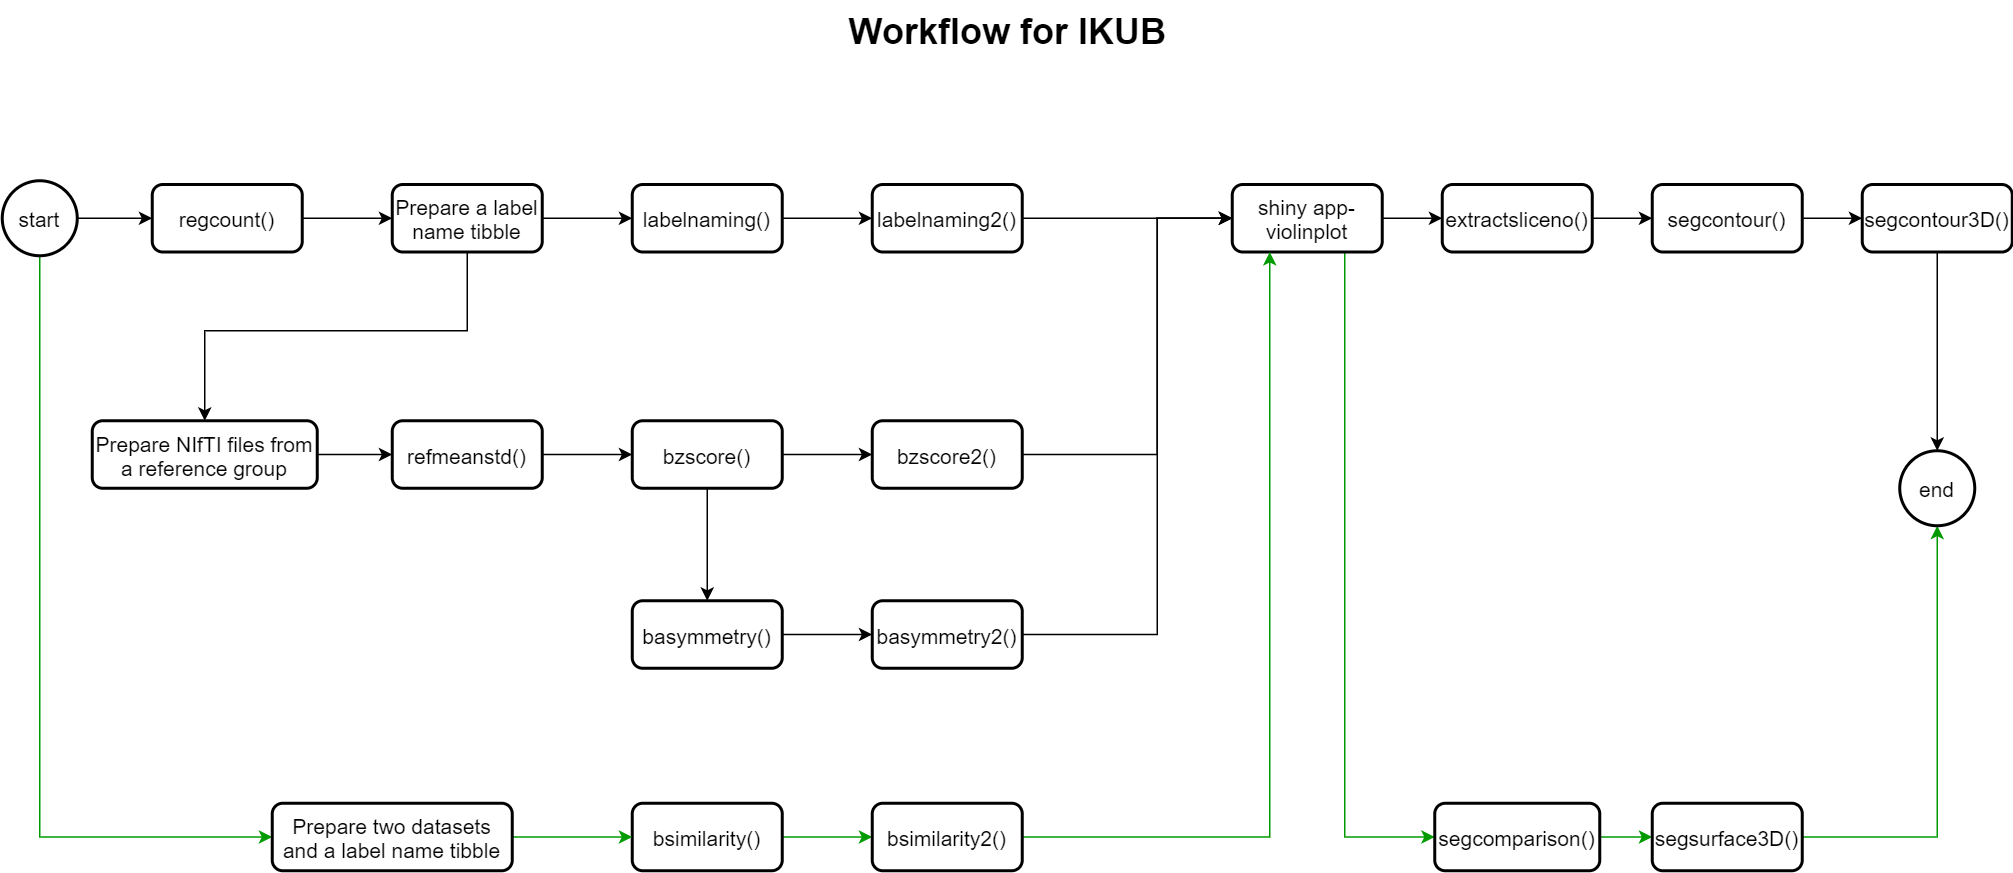 Workflow for IKUB
start
regcount()
Prepare a label
name tibble
labelnaming()
labelnaming2()
shiny app-
violinplot
extractsliceno()
segcontour()
segcontour3D()
Prepare NIfTI files from
a reference group
refmeanstd()
bzscore()
bzscore2()
end
basymmetry()
basymmetry2()
Prepare two datasets
and a label name tibble
bsimilarity()
bsimilarity2()
segcomparison()
segsurface3D()